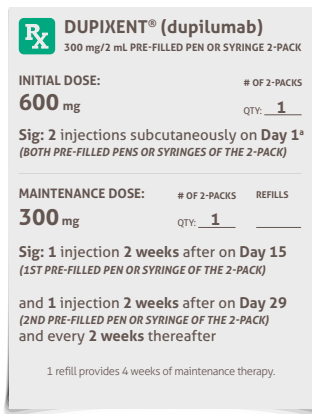 Rx
DUPIXENT® (dupilumab)
300 mg/2 mL PRE-FILLED PEN OR SYRINGE 2-PACK
INITIAL DOSE: # OF 2-PACKS
600 mg QTY: 1
Sig: 2 injections subcutaneously on Day 1ª
(BOTH PRE-FILLED PENS OR SYRINGES OF THE 2-PACK)
MAINTENANCE DOSE: # OF 2-PACKS REFILLS
300 mg QTY: 1
Sig: 1 injection 2 weeks after on Day 15
(1ST PRE-FILLED PEN OR SYRINGE OF THE 2-PACK)
and 1 injection 2 weeks after on Day 29
(2ND PRE-FILLED PEN OR SYRINGE OF THE 2-PACK)
and every 2 weeks thereafter
1 refill provides 4 weeks of maintenance therapy.